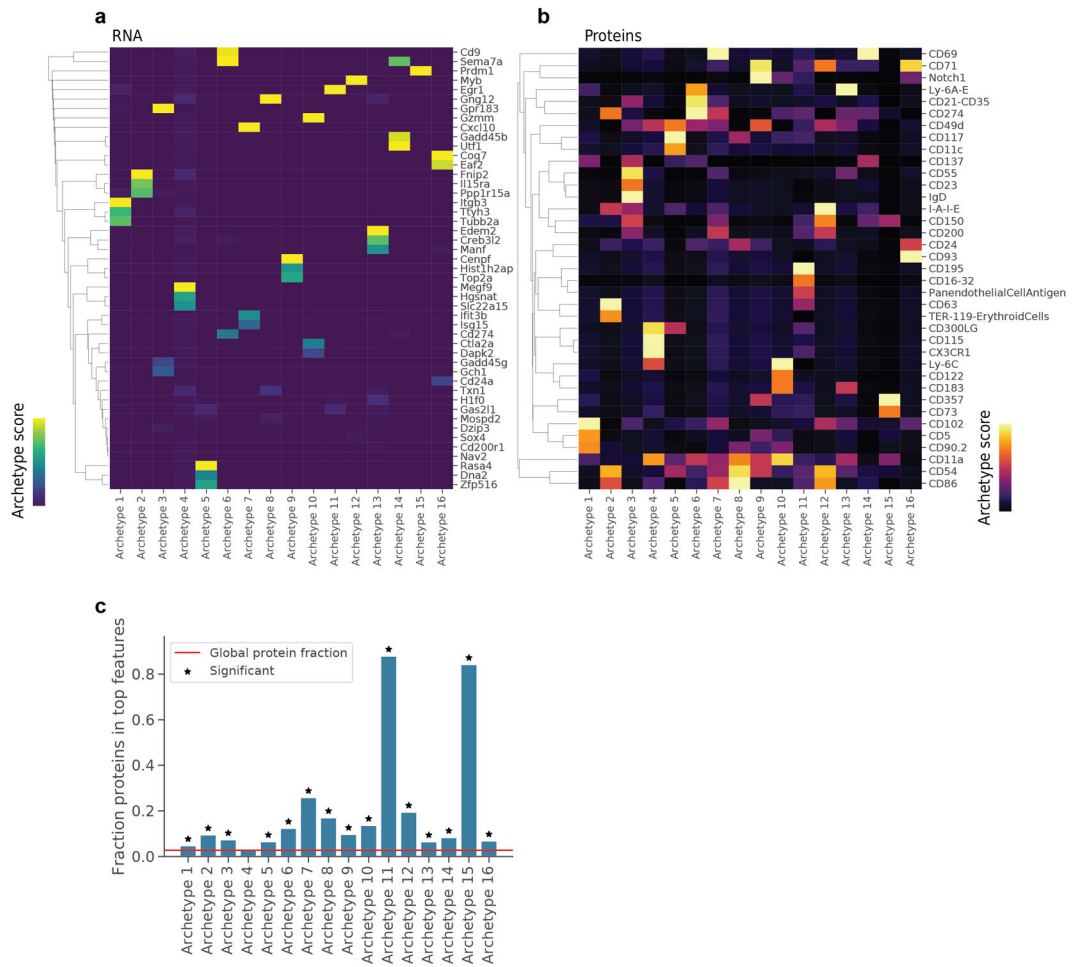 a
RNA
Cd9
Sema7a
Prdm1
Myb
Egr1
Gng12
Gpr183
Gzmm
Cxcl10
Gadd45b
Utf1
Coq7
Eaf2
Fnip2
Il15ra
Ppp1r15a
Itgb3
Ttyh3
Tubb2a
Edem2
Creb3l2
Manf
Cenpf
Hist1h2ap
Top2a
Megf9
Hgsnat
Slc22a15
Ifit3b
Isg15
Cd274
Ctla2a
Dapk2
Gadd45g
Gch1
Cd24a
Txn1
H1f0
Gas2l1
Mospd2
Dzip3
Sox4
Cd200r1
Nav2
Rasa4
Dna2
Zfp516
Archetype score
Archetype 1
Archetype 2
Archetype 3
Archetype 4
Archetype 5
Archetype 6
Archetype 7
Archetype 8
Archetype 9
Archetype 10
Archetype 11
Archetype 12
Archetype 13
Archetype 14
Archetype 15
Archetype 16
b
Proteins
CD69
CD71
Notch1
Ly-6A-E
CD21-CD35
CD274
CD49d
CD117
CD11c
CD137
CD55
CD23
IgD
I-A-I-E
CD150
CD200
CD24
CD93
CD195
CD16-32
PanendothelialCellAntigen
CD63
TER-119-ErythroidCells
CD300LG
CD115
CX3CR1
Ly-6C
CD122
CD183
CD357
CD73
CD102
CD5
CD90.2
CD11a
CD54
CD86
Archetype score
Archetype 1
Archetype 2
Archetype 3
Archetype 4
Archetype 5
Archetype 6
Archetype 7
Archetype 8
Archetype 9
Archetype 10
Archetype 11
Archetype 12
Archetype 13
Archetype 14
Archetype 15
Archetype 16
c
Global protein fraction
Significant
Fraction proteins in top features
0.8
0.6
0.4
0.2
0.0
Archetype 1
Archetype 2
Archetype 3
Archetype 4
Archetype 5
Archetype 6
Archetype 7
Archetype 8
Archetype 9
Archetype 10
Archetype 11
Archetype 12
Archetype 13
Archetype 14
Archetype 15
Archetype 16